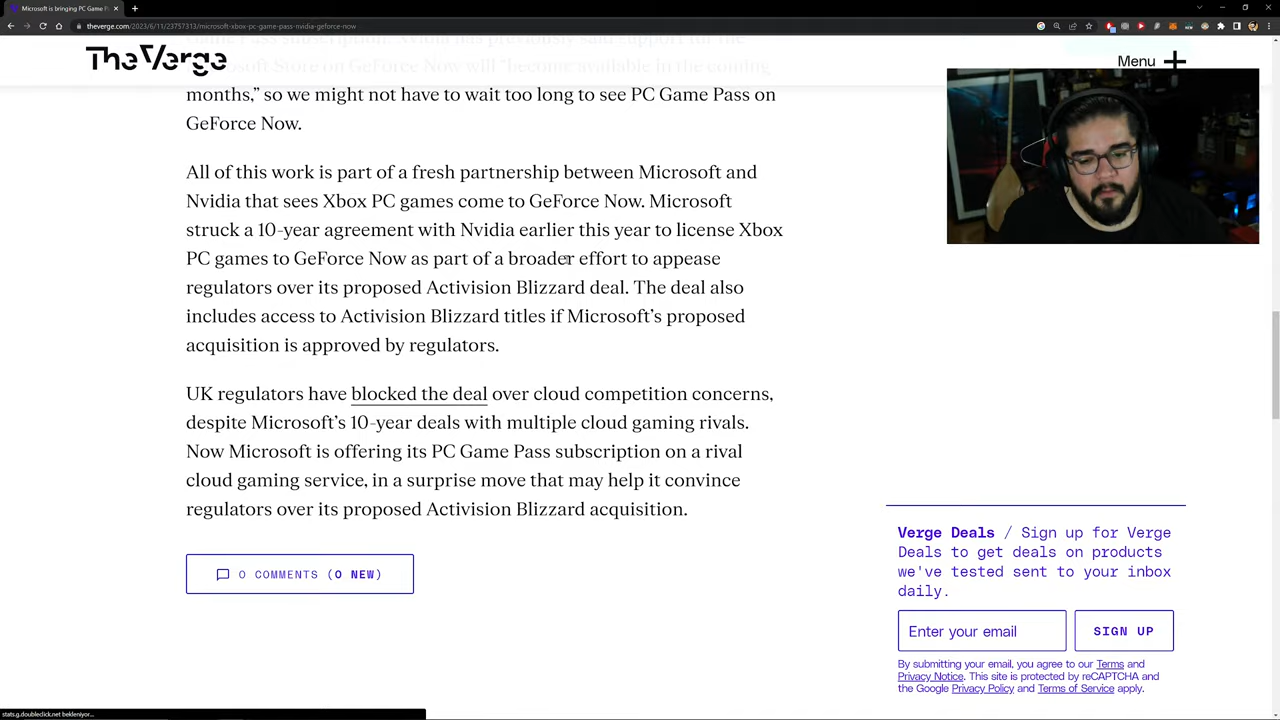 Microsoft is bringing PC Game P
theverge.com/2023/6/11/23757313/microsoft-xbox-pc-game-pass-nvidia-geforce-now
The Verge
Menu
Microsoft Store on GeForce Now will “become available in the coming
months,” so we might not have to wait too long to see PC Game Pass on
GeForce Now.
All of this work is part of a fresh partnership between Microsoft and
Nvidia that sees Xbox PC games come to GeForce Now. Microsoft
struck a 10-year agreement with Nvidia earlier this year to license Xbox
PC games to GeForce Now as part of a broader effort to appease
regulators over its proposed Activision Blizzard deal. The deal also
includes access to Activision Blizzard titles if Microsoft’s proposed
acquisition is approved by regulators.
UK regulators have blocked the deal over cloud competition concerns,
despite Microsoft’s 10-year deals with multiple cloud gaming rivals.
Now Microsoft is offering its PC Game Pass subscription on a rival
cloud gaming service, in a surprise move that may help it convince
regulators over its proposed Activision Blizzard acquisition.
0 COMMENTS (0 NEW)
Verge Deals / Sign up for Verge
Deals to get deals on products
we've tested sent to your inbox
daily.
Enter your email
SIGN UP
By submitting your email, you agree to our Terms and
Privacy Notice. This site is protected by reCAPTCHA and
the Google Privacy Policy and Terms of Service apply.
stats.g.doubleclick.net bekleniyor...